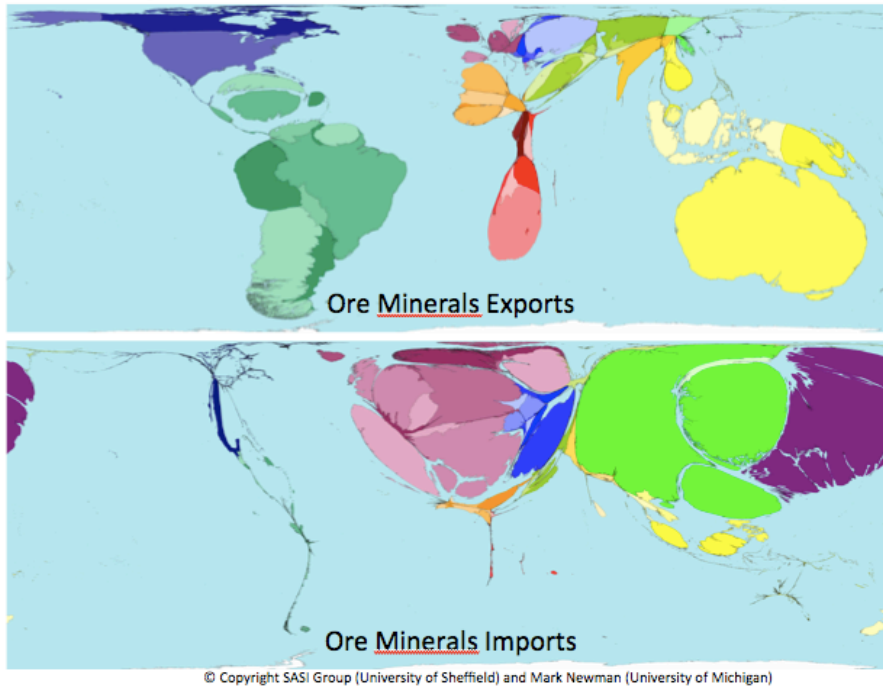 Ore Minerals Exports
Ore Minerals Imports
© Copyright SASI Group (University of Sheffield) and Mark Newman (University of Michigan)